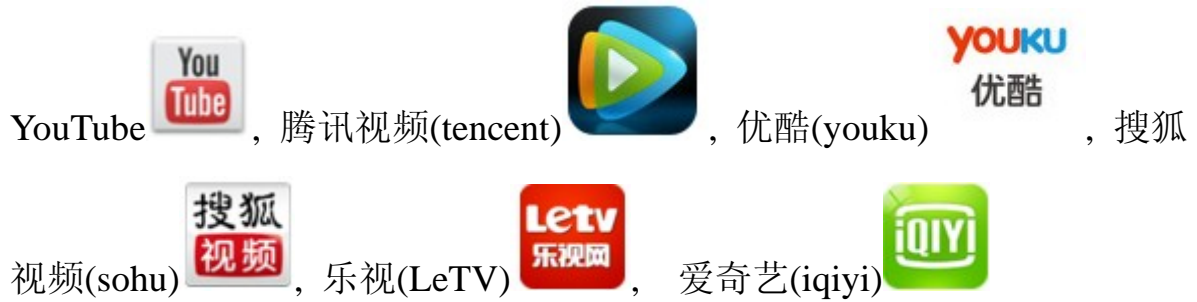 YOUKU
You
Tube
优酷
YouTube , 腾讯视频(tencent) , 优酷(youku) , 搜狐
搜狐
视频
Letv
乐视网
iQIYI
视频(sohu) , 乐视(LeTV) , 爱奇艺(iqiyi)